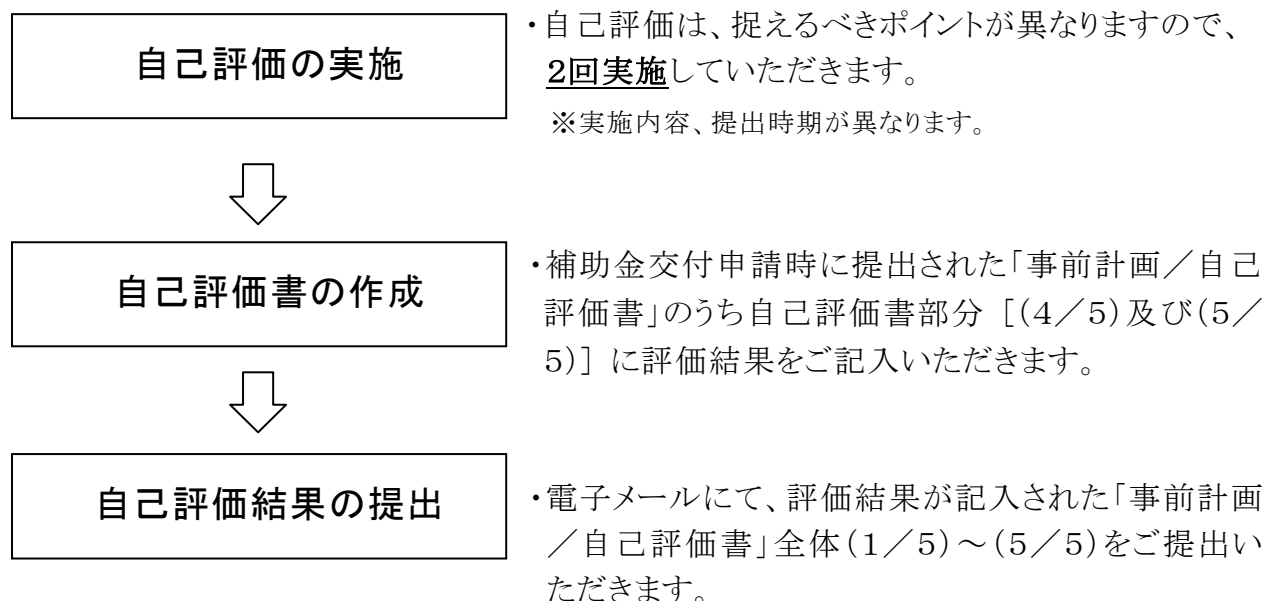 自己評価の実施
・自己評価は、捉えるべきポイントが異なりますので、
2回実施していただきます。
※実施内容、提出時期が異なります。
自己評価書の作成
・補助金交付申請時に提出された「事前計画／自己
評価書」のうち自己評価書部分［(4／5)及び(5／
5)］に評価結果をご記入いただきます。
自己評価結果の提出
・電子メールにて、評価結果が記入された「事前計画
／自己評価書」全体(1／5)～(5／5)をご提出い
ただきます。